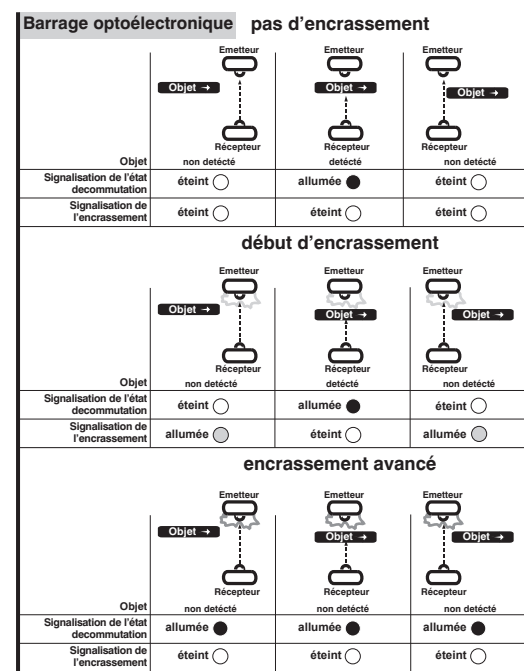 Barrage optoélectronique pas d'encrassement
Emetteur Emetteur Emetteur
Objet → Objet → Objet →
Récepteur Récepteur Récepteur
Objet non detécté detécté non detécté
Signalisation de l'état decommutation éteint allumée éteint
Signalisation de l'encrassement éteint éteint éteint
début d'encrassement
Emetteur Emetteur Emetteur
Objet → Objet → Objet →
Récepteur Récepteur Récepteur
Objet non detécté detécté non detécté
Signalisation de l'état decommutation éteint allumée éteint
Signalisation de l'encrassement allumée éteint allumée
encrassement avancé
Emetteur Emetteur Emetteur
Objet → Objet → Objet →
Récepteur Récepteur Récepteur
Objet non detécté non detécté non detécté
Signalisation de l'état decommutation allumée allumée allumée
Signalisation de l'encrassement éteint éteint éteint